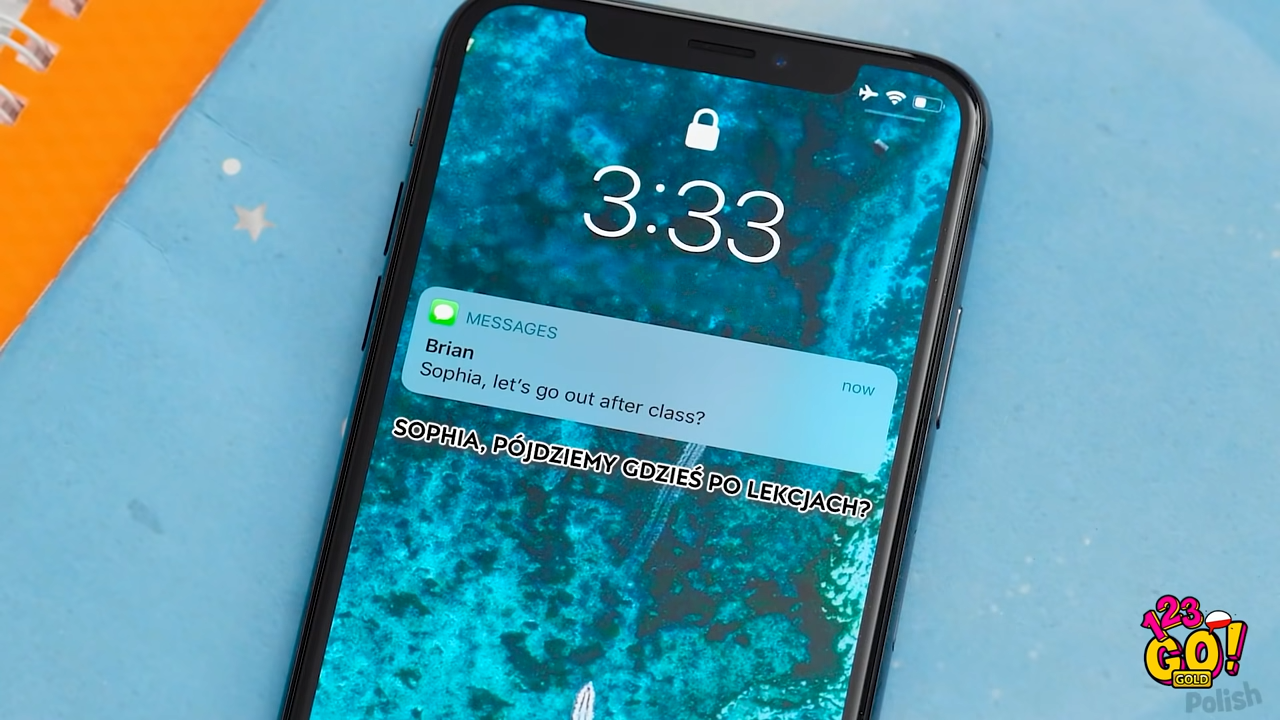 3:33
MESSAGES
now
Brian
Sophia, let's go out after class?
SOPHIA, PÓJDZIEMY GDZIEŚ PO LEKCJACH?
123
GO!
GOLD
Polish